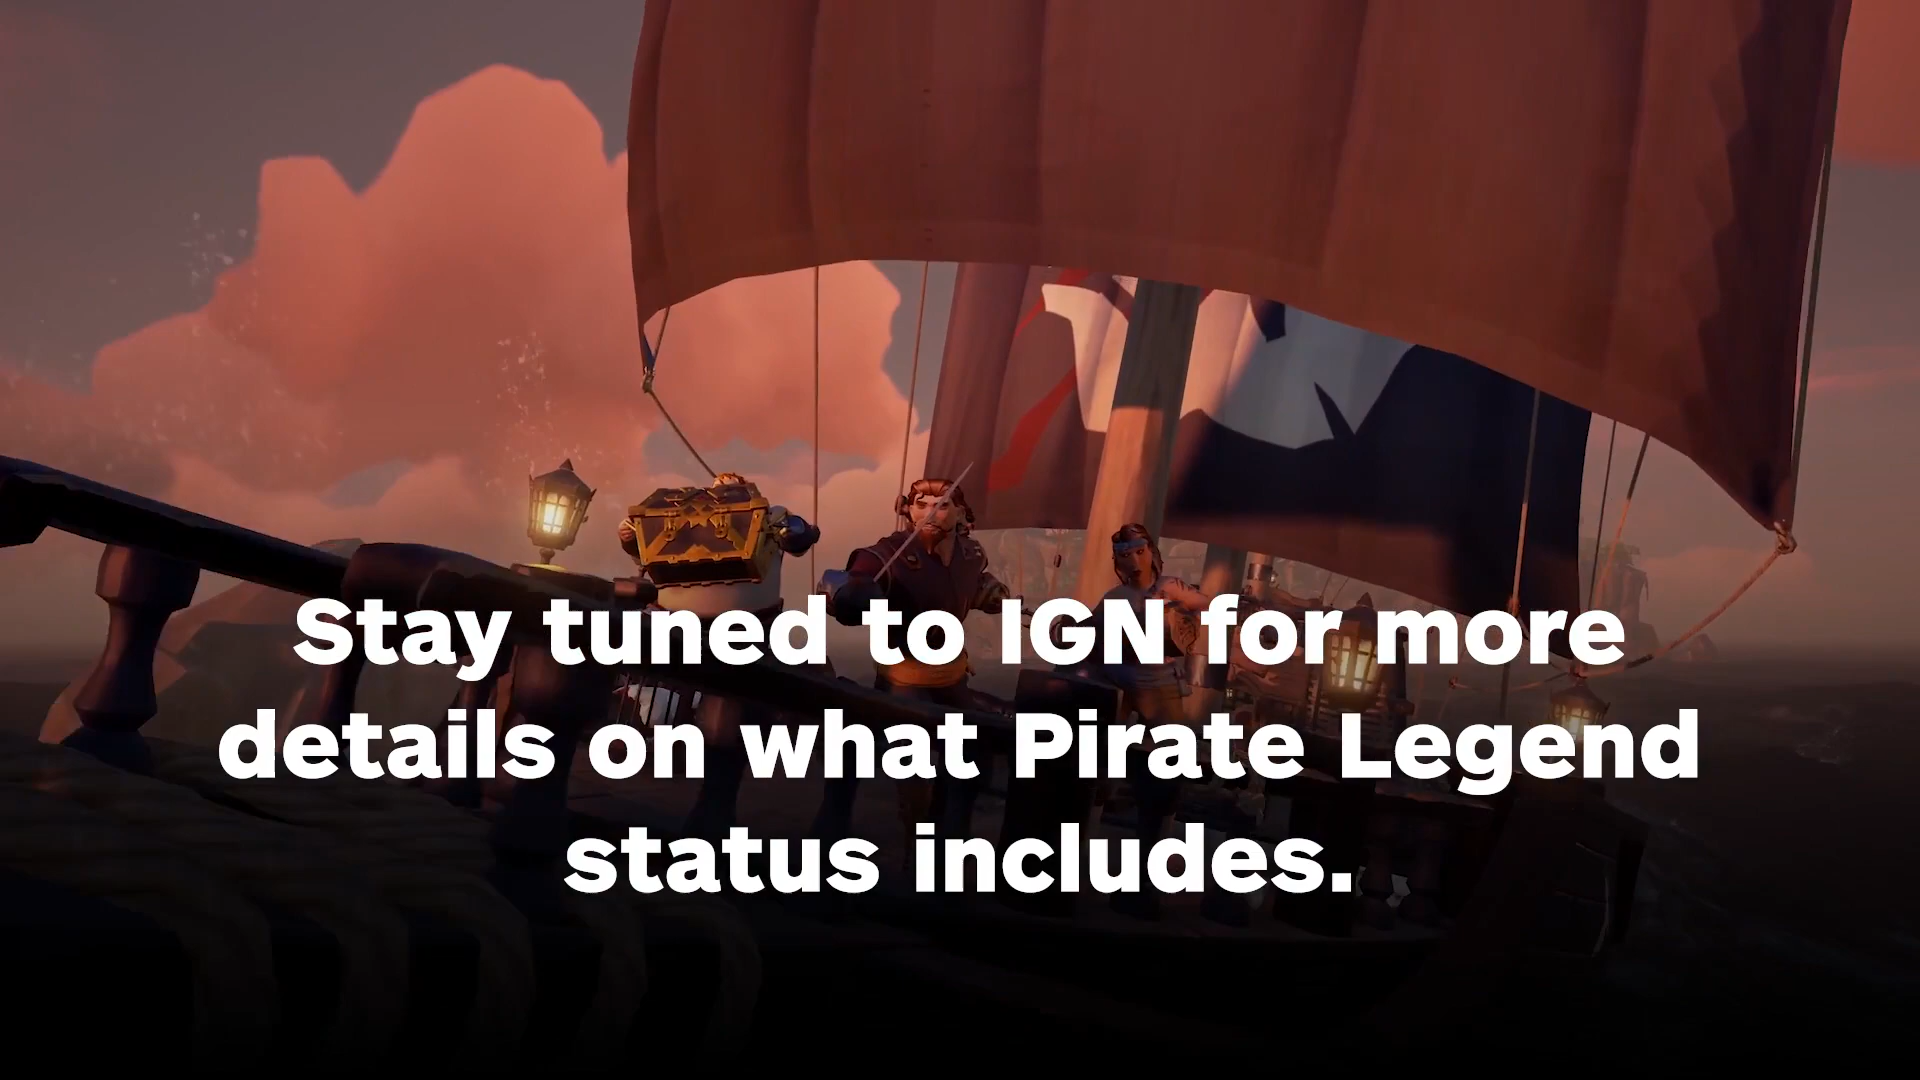 Stay tuned to IGN for more
details on what Pirate Legend
status includes.